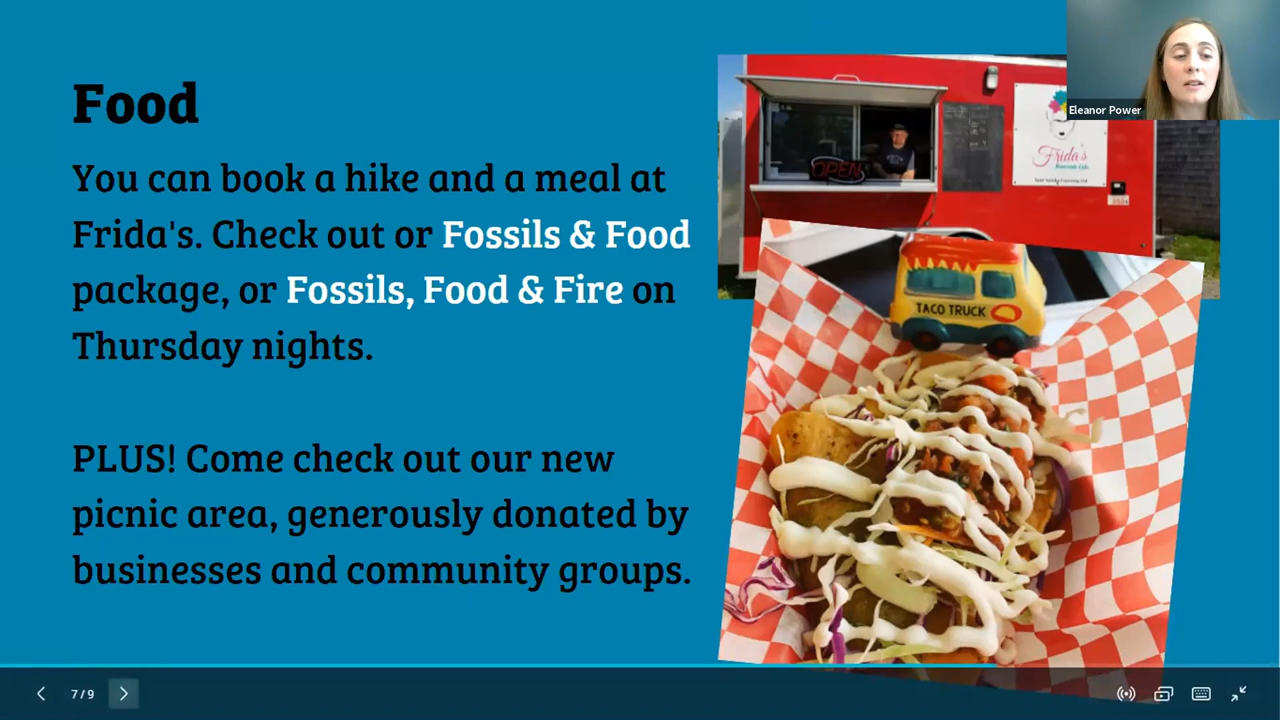 Food
You can book a hike and a meal at
Frida's. Check out or Fossils & Food
package, or Fossils, Food & Fire on
Thursday nights.
PLUS! Come check out our new
picnic area, generously donated by
businesses and community groups.
OPEN
Frida's
TACO TRUCK
Eleanor Power
7/9